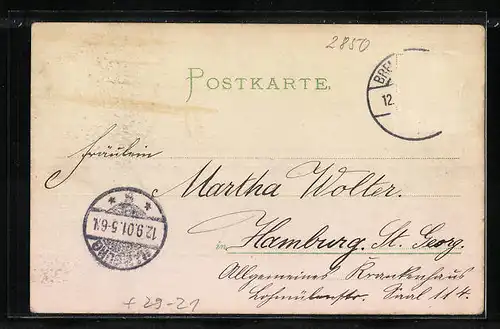 2850
POSTKARTE.
BRE
12.
Fräulein
Martha Wolter.
12.9.01.5-6N.
in Hamburg. St. Georg.
Allgemeines Krankenhaus
Lohmühlenstr. Saal 114.
+29-21